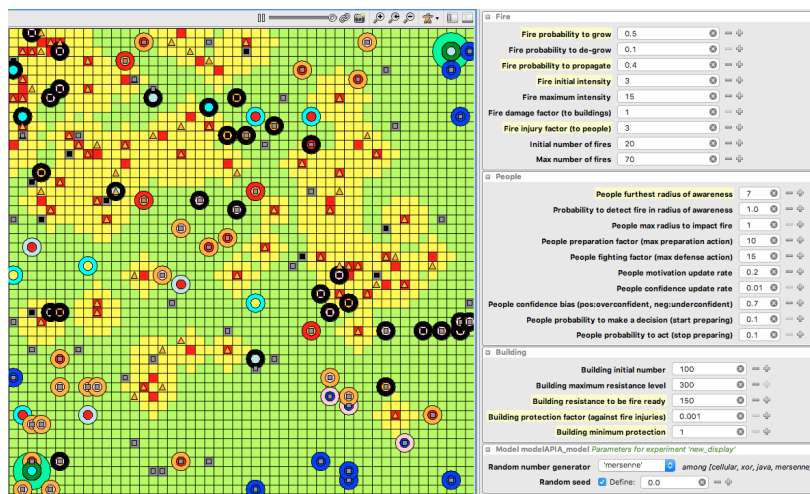 Fire
Fire probability to grow 0.5
Fire probability to de-grow 0.1
Fire probability to propagate 0.4
Fire initial intensity 3
Fire maximum intensity 15
Fire damage factor (to buildings) 1
Fire injury factor (to people) 3
Initial number of fires 20
Max number of fires 70
People
People furthest radius of awareness 7
Probability to detect fire in radius of awareness 1.0
People max radius to impact fire 1
People preparation factor (max preparation action) 10
People fighting factor (max defense action) 15
People motivation update rate 0.2
People confidence update rate 0.01
People confidence bias (pos:overconfident, neg:underconfident) 0.7
People probability to make a decision (start preparing) 0.1
People probability to act (stop preparing) 0.1
Building
Building initial number 100
Building maximum resistance level 300
Building resistance to be fire ready 150
Building protection factor (against fire injuries) 0.001
Building minimum protection 1
Model modelAPIA_model Parameters for experiment 'new_display'
Random number generator 'mersenne' among [cellular, xor, java, mersenne
Random seed Define: 0.0